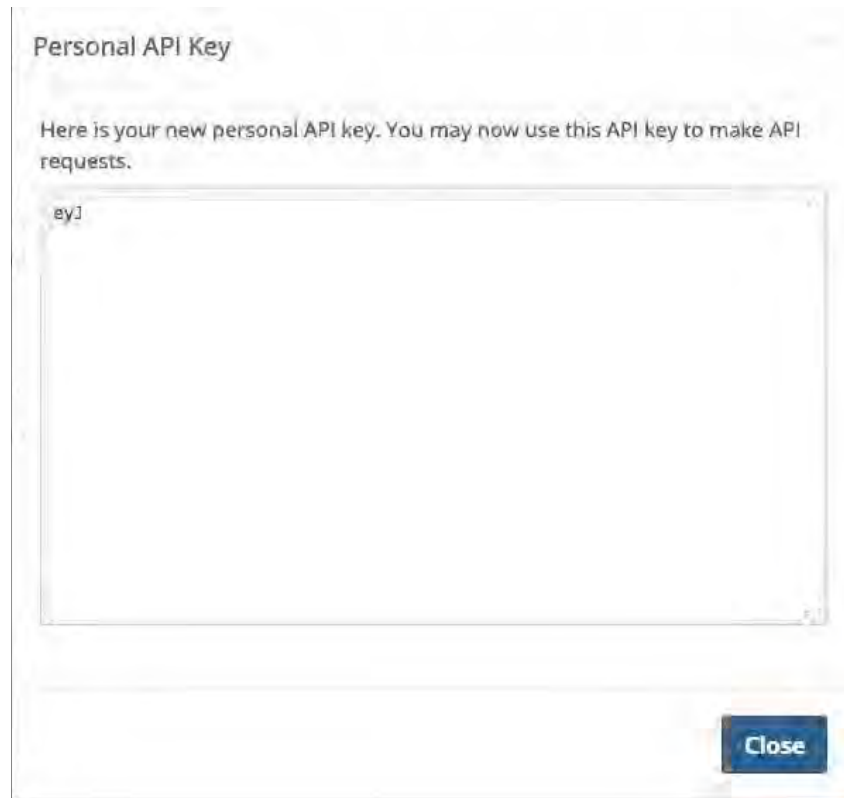 Personal API Key
Here is your new personal API key. You may now use this API key to make API
requests.
eyJ
Close